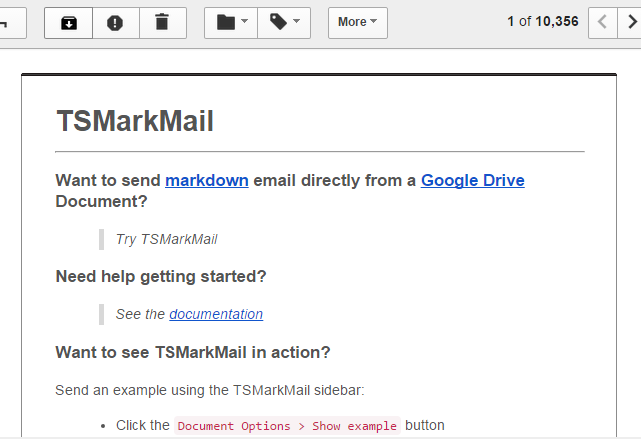 More
1 of 10,356
TSMarkMail
Want to send markdown email directly from a Google Drive
Document?
Try TSMarkMail
Need help getting started?
See the documentation
Want to see TSMarkMail in action?
Send an example using the TSMarkMail sidebar:
• Click the Document Options > Show example button